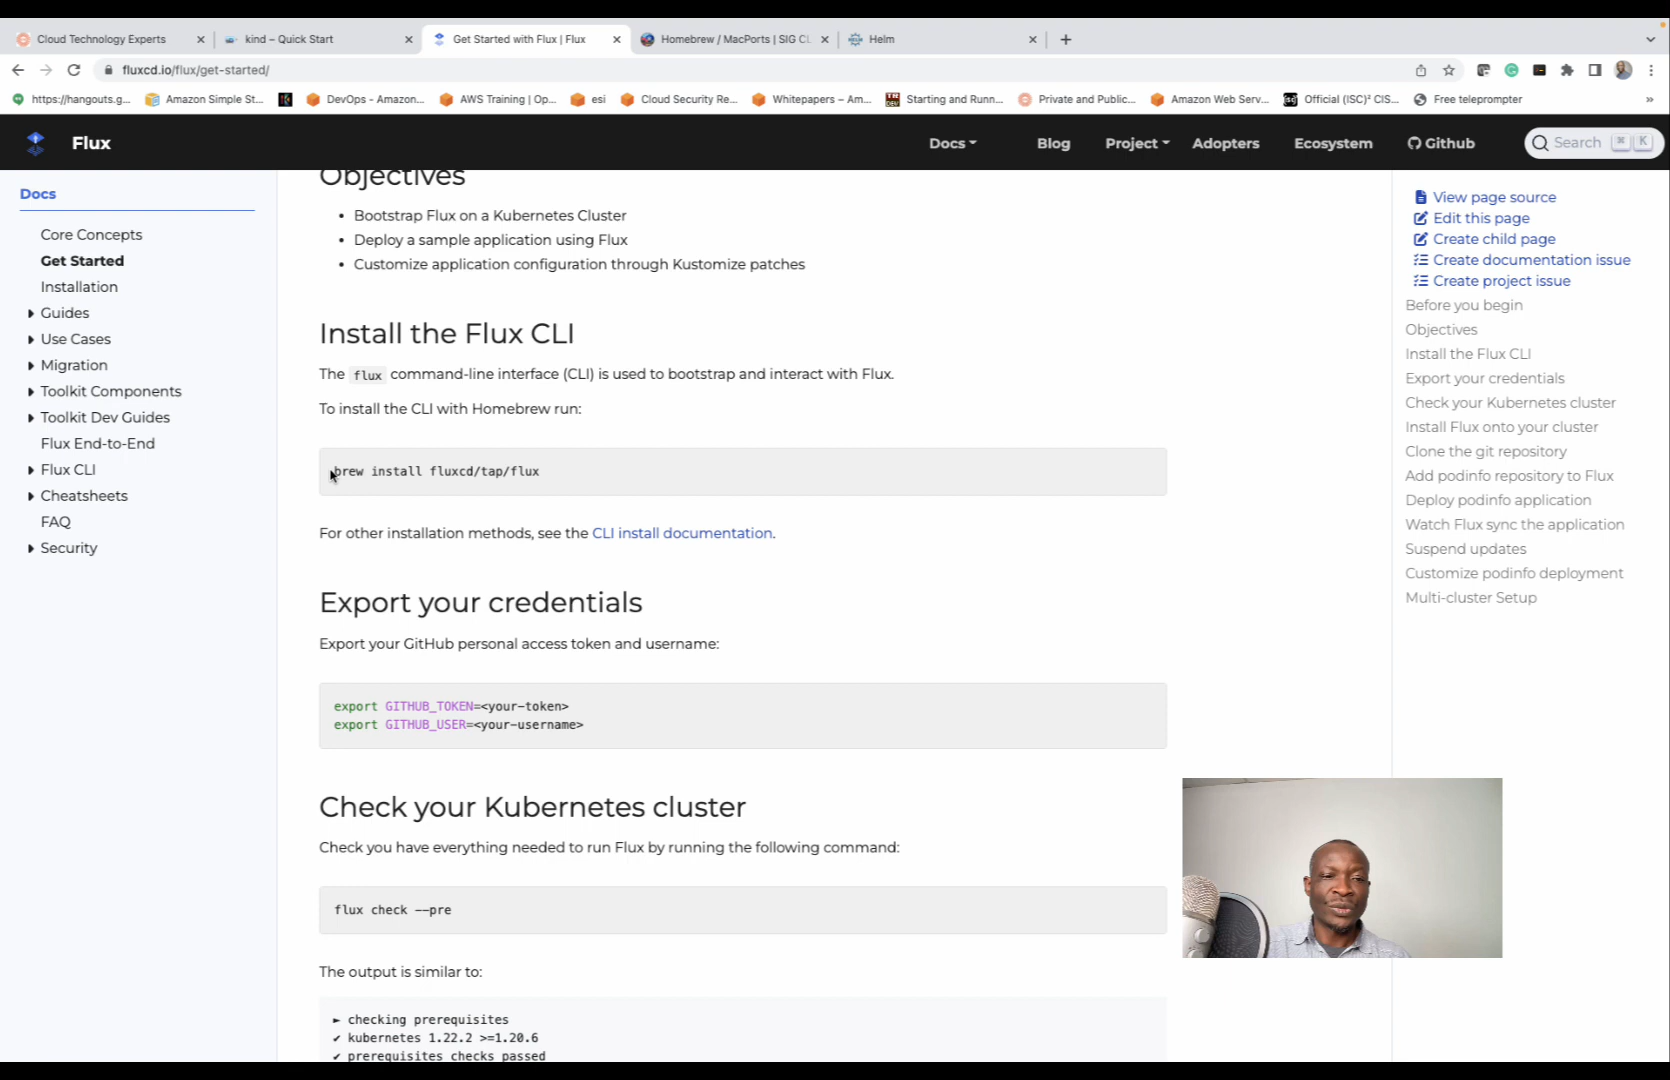 Cloud Technology Experts
kind – Quick Start
Get Started with Flux | Flux
Homebrew / MacPorts | SIG CL
Helm
fluxcd.io/flux/get-started/
https://hangouts.g...
Amazon Simple St...
DevOps - Amazon...
AWS Training | Op...
esi
Cloud Security Re...
Whitepapers – Am...
Starting and Runn...
Private and Public...
Amazon Web Serv...
Official (ISC)² CIS...
Free teleprompter
»
Flux
Docs
Blog
Project
Adopters
Ecosystem
Github
Search ⌘ K
Docs
Core Concepts
Get Started
Installation
Guides
Use Cases
Migration
Toolkit Components
Toolkit Dev Guides
Flux End-to-End
Flux CLI
Cheatsheets
FAQ
Security
Objectives
• Bootstrap Flux on a Kubernetes Cluster
• Deploy a sample application using Flux
• Customize application configuration through Kustomize patches
Install the Flux CLI
The flux command-line interface (CLI) is used to bootstrap and interact with Flux.
To install the CLI with Homebrew run:
brew install fluxcd/tap/flux
For other installation methods, see the CLI install documentation.
Export your credentials
Export your GitHub personal access token and username:
export GITHUB_TOKEN=<your-token>
export GITHUB_USER=<your-username>
Check your Kubernetes cluster
Check you have everything needed to run Flux by running the following command:
flux check --pre
The output is similar to:
► checking prerequisites
✔ kubernetes 1.22.2 >=1.20.6
✔ prerequisites checks passed
View page source
Edit this page
Create child page
Create documentation issue
Create project issue
Before you begin
Objectives
Install the Flux CLI
Export your credentials
Check your Kubernetes cluster
Install Flux onto your cluster
Clone the git repository
Add podinfo repository to Flux
Deploy podinfo application
Watch Flux sync the application
Suspend updates
Customize podinfo deployment
Multi-cluster Setup